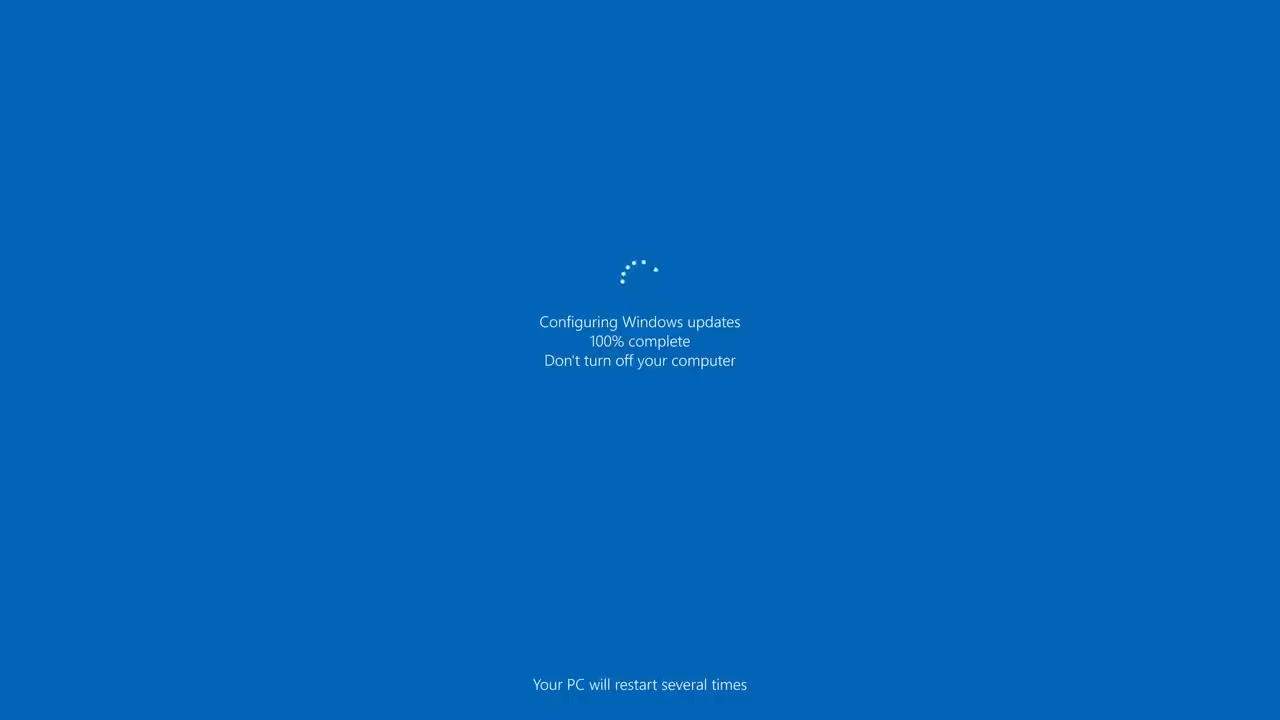 Configuring Windows updates
100% complete
Don't turn off your computer
Your PC will restart several times